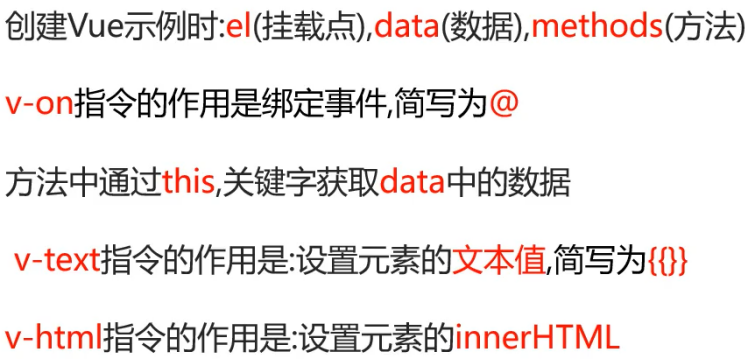 创建Vue示例时:el(挂载点),data(数据),methods(方法)
v-on指令的作用是绑定事件,简写为@
方法中通过this,关键字获取data中的数据
v-text指令的作用是:设置元素的文本值,简写为{{}}
v-html指令的作用是:设置元素的innerHTML